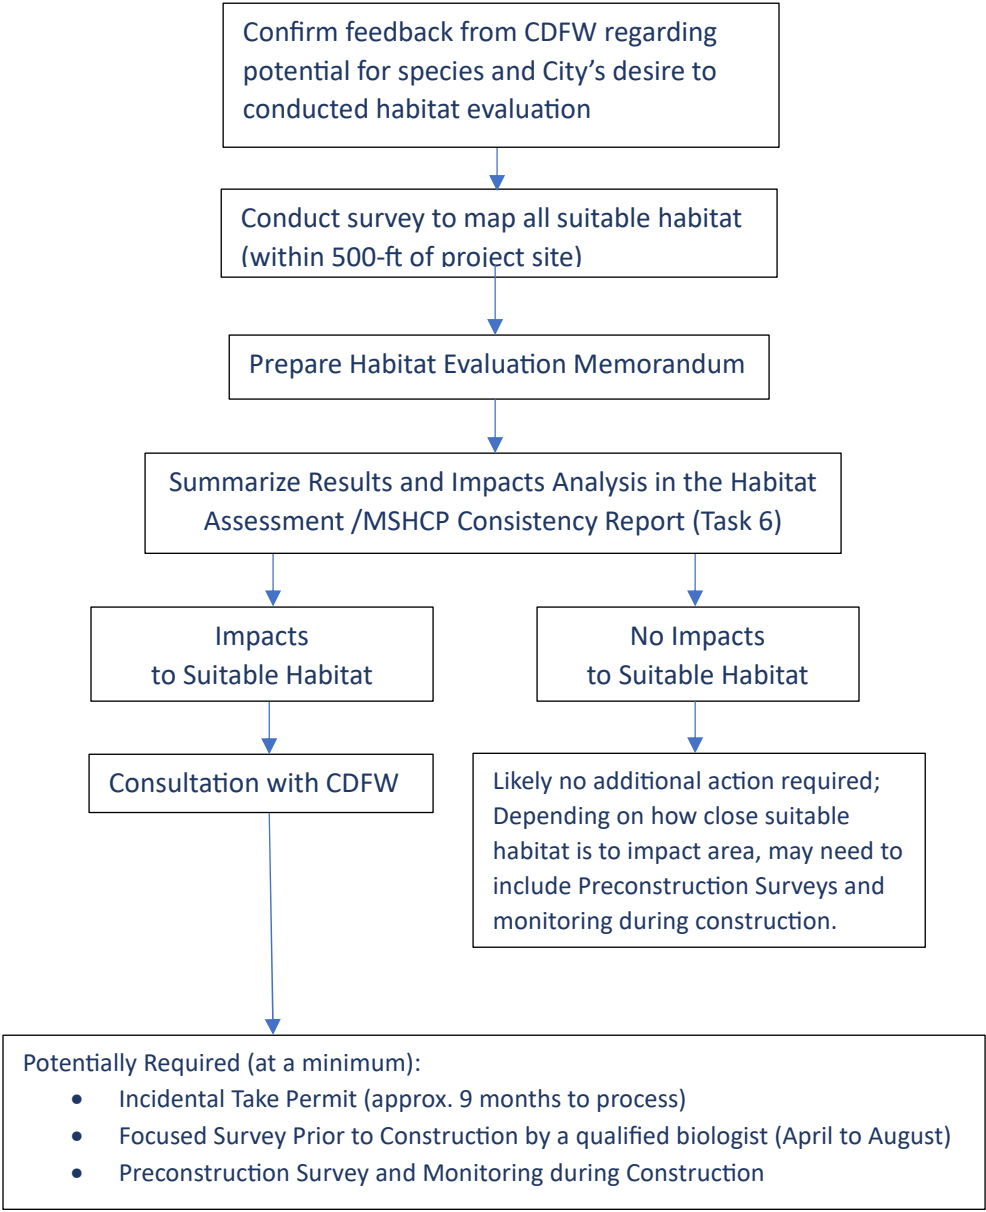 Confirm feedback from CDFW regarding
potential for species and City's desire to
conducted habitat evaluation
Conduct survey to map all suitable habitat
(within 500-ft of project site)
Prepare Habitat Evaluation Memorandum
Summarize Results and Impacts Analysis in the Habitat
Assessment /MSHCP Consistency Report (Task 6)
Impacts
to Suitable Habitat
No Impacts
to Suitable Habitat
Consultation with CDFW
Likely no additional action required;
Depending on how close suitable
habitat is to impact area, may need to
include Preconstruction Surveys and
monitoring during construction.
Potentially Required (at a minimum):
• Incidental Take Permit (approx. 9 months to process)
• Focused Survey Prior to Construction by a qualified biologist (April to August)
• Preconstruction Survey and Monitoring during Construction